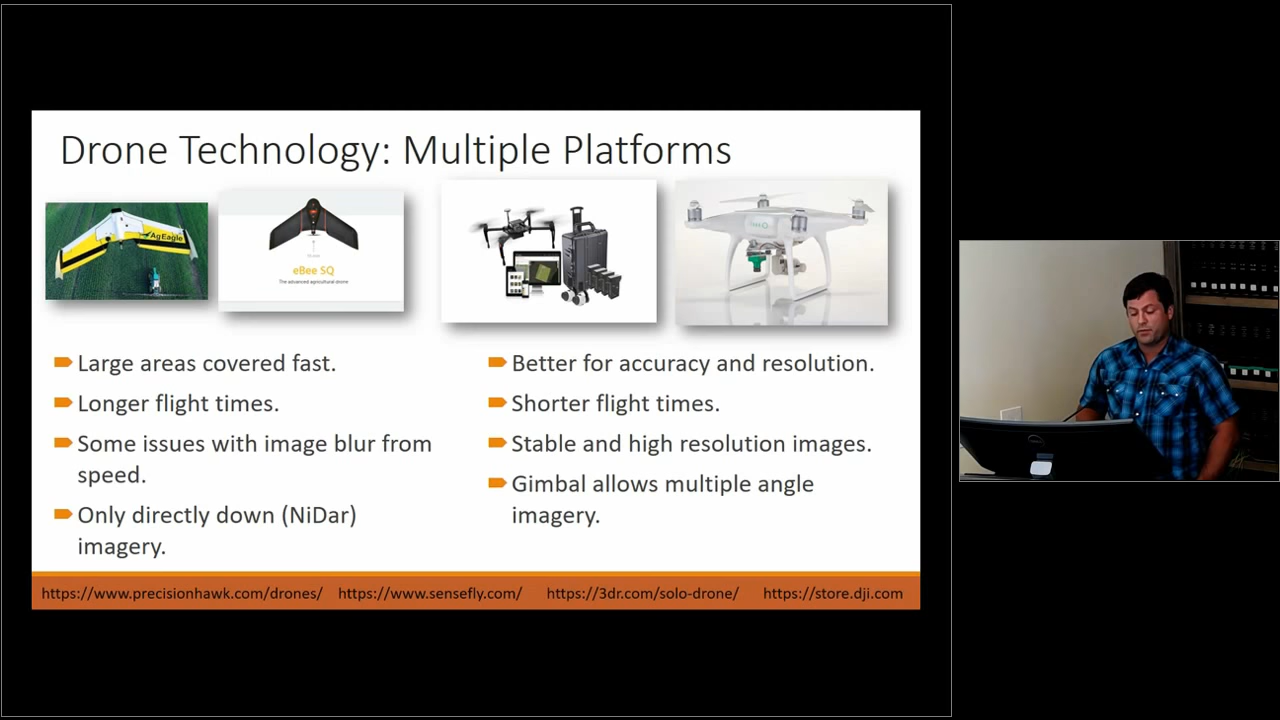 Drone Technology: Multiple Platforms
AgEagle
eBee SQ
The advanced agricultural drone
Large areas covered fast.
Longer flight times.
Some issues with image blur from
speed.
Only directly down (NiDar)
imagery.
Better for accuracy and resolution.
Shorter flight times.
Stable and high resolution images.
Gimbal allows multiple angle
imagery.
https://www.precisionhawk.com/drones/ https://www.sensefly.com/ https://3dr.com/solo-drone/ https://store.dji.com